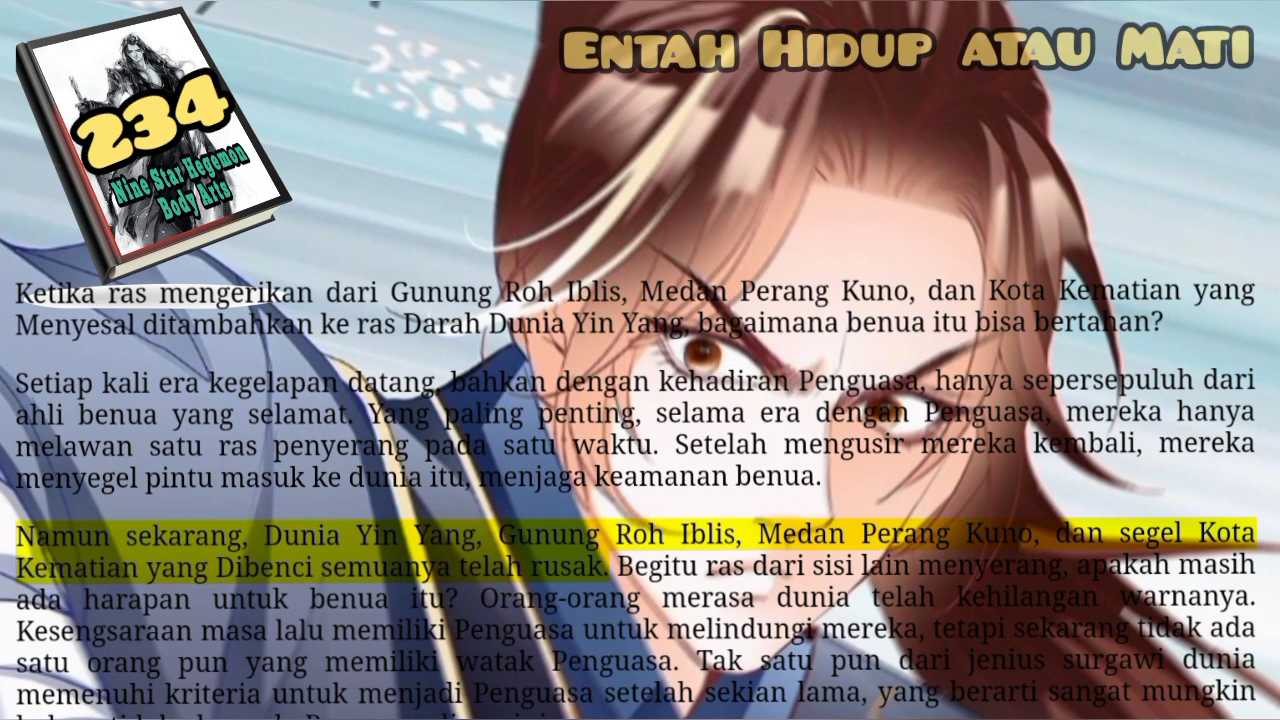 Entah Hidup atau Mati
234
Nine Star Hegemon
Body Arts
Ketika ras mengerikan dari Gunung Roh Iblis, Medan Perang Kuno, dan Kota Kematian yang
Menyesal ditambahkan ke ras Darah Dunia Yin Yang, bagaimana benua itu bisa bertahan?
Setiap kali era kegelapan datang, bahkan dengan kehadiran Penguasa, hanya sepersepuluh dari
ahli benua yang selamat. Yang paling penting, selama era dengan Penguasa, mereka hanya
melawan satu ras penyerang pada satu waktu. Setelah mengusir mereka kembali, mereka
menyegel pintu masuk ke dunia itu, menjaga keamanan benua.
Namun sekarang, Dunia Yin Yang, Gunung Roh Iblis, Medan Perang Kuno, dan segel Kota
Kematian yang Dibenci semuanya telah rusak. Begitu ras dari sisi lain menyerang, apakah masih
ada harapan untuk benua itu? Orang-orang merasa dunia telah kehilangan warnanya.
Kesengsaraan masa lalu memiliki Penguasa untuk melindungi mereka, tetapi sekarang tidak ada
satu orang pun yang memiliki watak Penguasa. Tak satu pun dari jenius surgawi dunia
memenuhi kriteria untuk menjadi Penguasa setelah sekian lama, yang berarti sangat mungkin